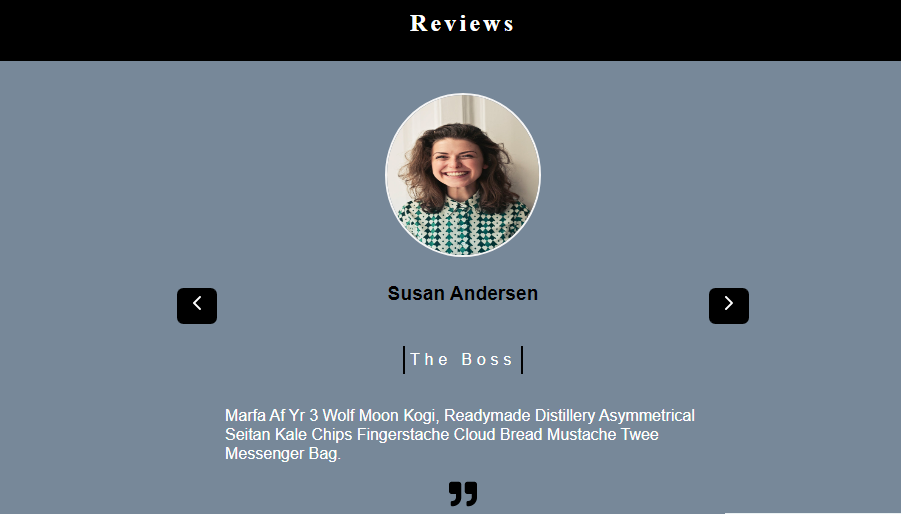 Reviews
Susan Andersen
The Boss
Marfa Af Yr 3 Wolf Moon Kogi, Readymade Distillery Asymmetrical
Seitan Kale Chips Fingerstache Cloud Bread Mustache Twee
Messenger Bag.